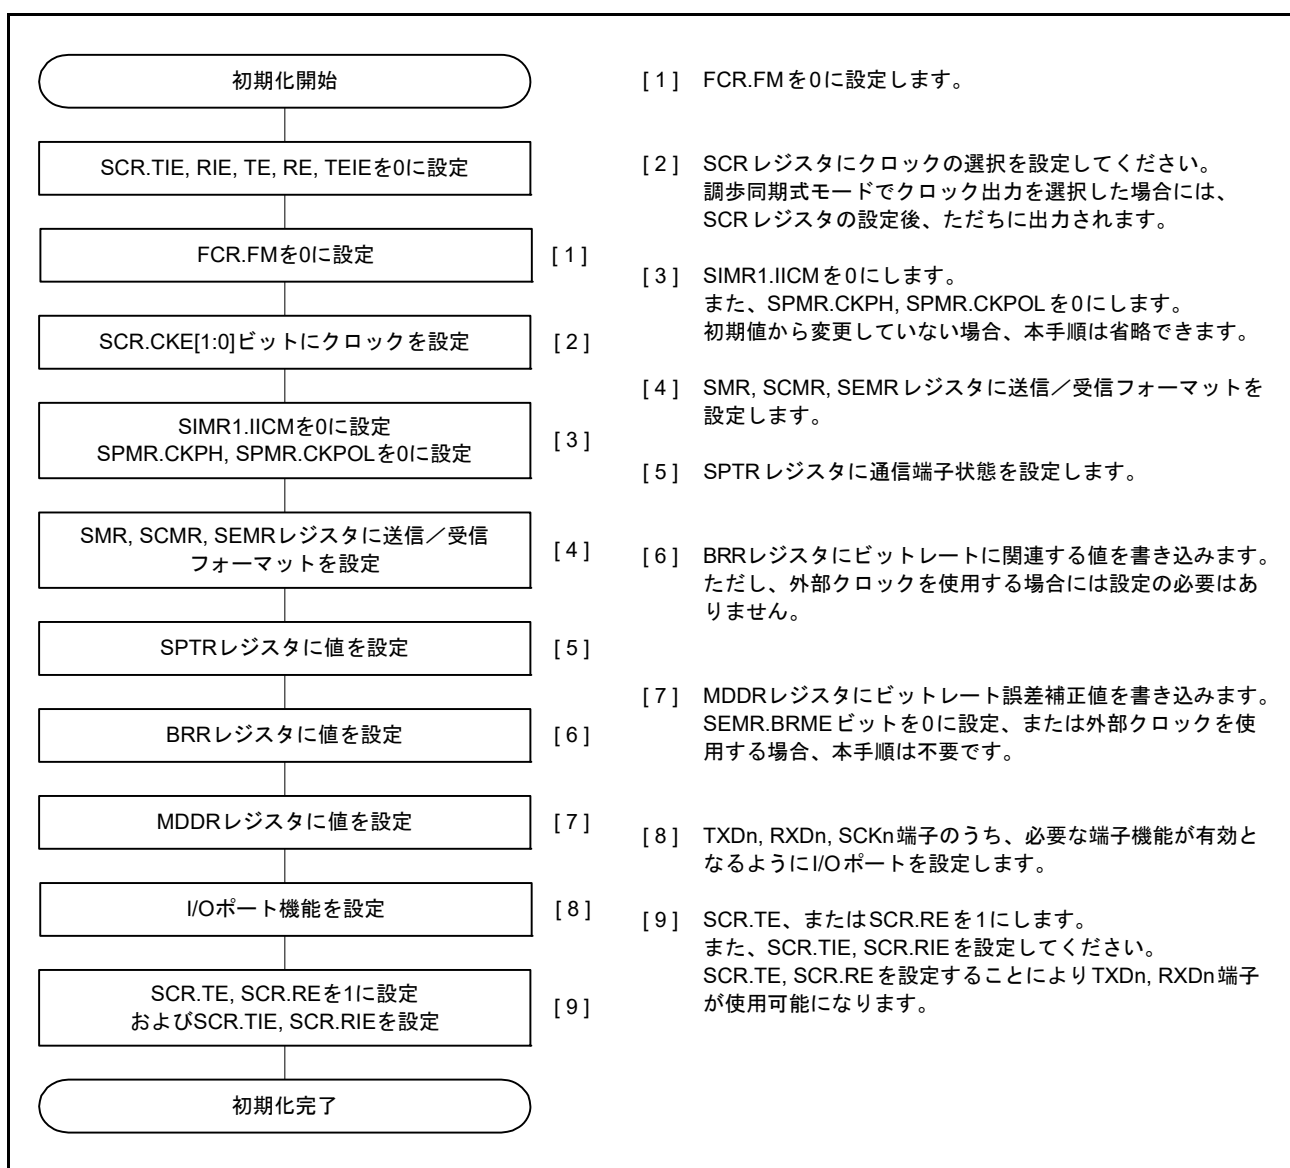 初期化開始
SCR.TIE, RIE, TE, RE, TEIEを0に設定
FCR.FMを0に設定
[ 1 ]
SCR.CKE[1:0]ビットにクロックを設定
[ 2 ]
SIMR1.IICMを0に設定
SPMR.CKPH, SPMR.CKPOLを0に設定
[ 3 ]
SMR, SCMR, SEMRレジスタに送信／受信
フォーマットを設定
[ 4 ]
SPTRレジスタに値を設定
[ 5 ]
BRRレジスタに値を設定
[ 6 ]
MDDRレジスタに値を設定
[ 7 ]
I/Oポート機能を設定
[ 8 ]
SCR.TE, SCR.REを1に設定
およびSCR.TIE, SCR.RIEを設定
[ 9 ]
初期化完了
[ 1 ] FCR.FMを0に設定します。
[ 2 ] SCRレジスタにクロックの選択を設定してください。
調歩同期式モードでクロック出力を選択した場合には、
SCRレジスタの設定後、ただちに出力されます。
[ 3 ] SIMR1.IICMを0にします。
また、SPMR.CKPH, SPMR.CKPOLを0にします。
初期値から変更していない場合、本手順は省略できます。
[ 4 ] SMR, SCMR, SEMRレジスタに送信／受信フォーマットを
設定します。
[ 5 ] SPTRレジスタに通信端子状態を設定します。
[ 6 ] BRRレジスタにビットレートに関連する値を書き込みます。
ただし、外部クロックを使用する場合には設定の必要はあ
りません。
[ 7 ] MDDRレジスタにビットレート誤差補正値を書き込みます。
SEMR.BRMEビットを0に設定、または外部クロックを使
用する場合、本手順は不要です。
[ 8 ] TXDn, RXDn, SCKn端子のうち、必要な端子機能が有効と
なるようにI/Oポートを設定します。
[ 9 ] SCR.TE、またはSCR.REを1にします。
また、SCR.TIE, SCR.RIEを設定してください。
SCR.TE, SCR.REを設定することによりTXDn, RXDn端子
が使用可能になります。